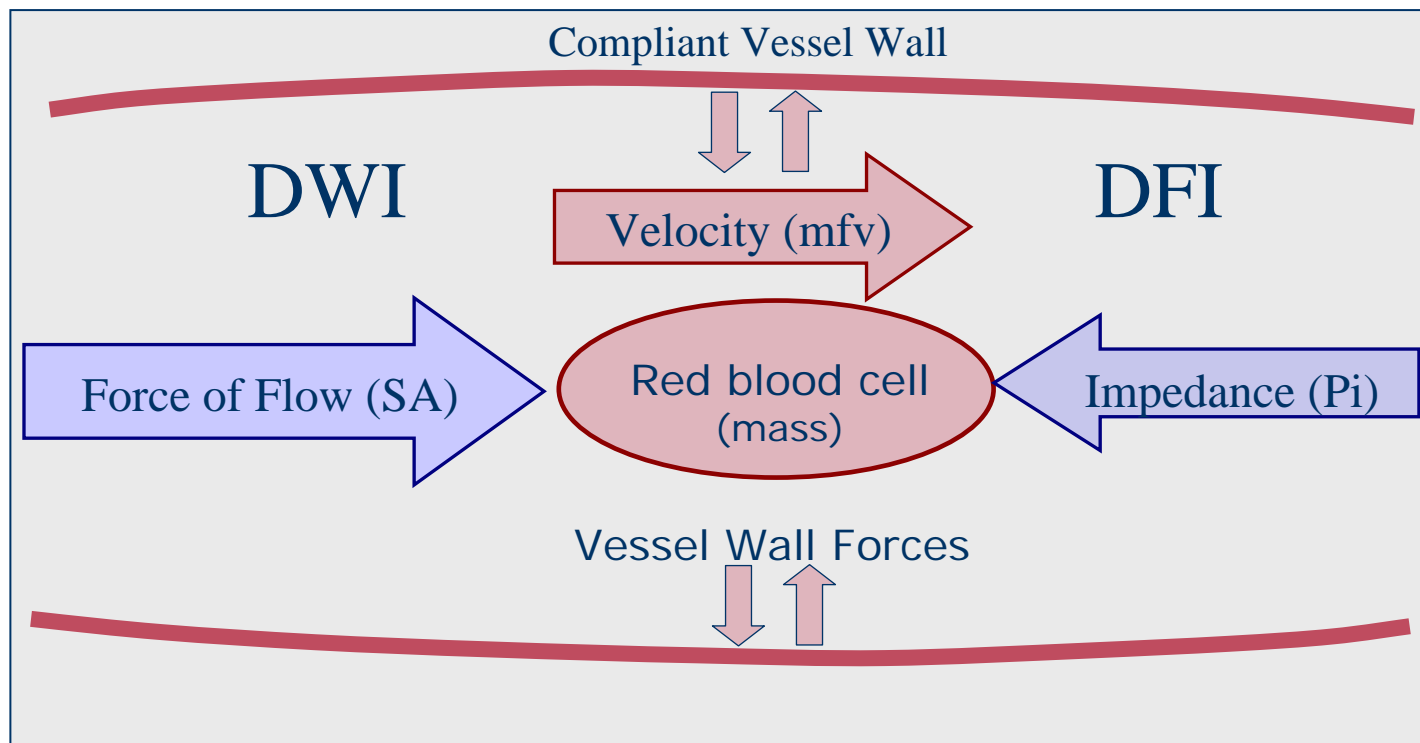 Compliant Vessel Wall
DWI
DFI
Velocity (mfv)
Force of Flow (SA)
Red blood cell
(mass)
Impedance (Pi)
Vessel Wall Forces